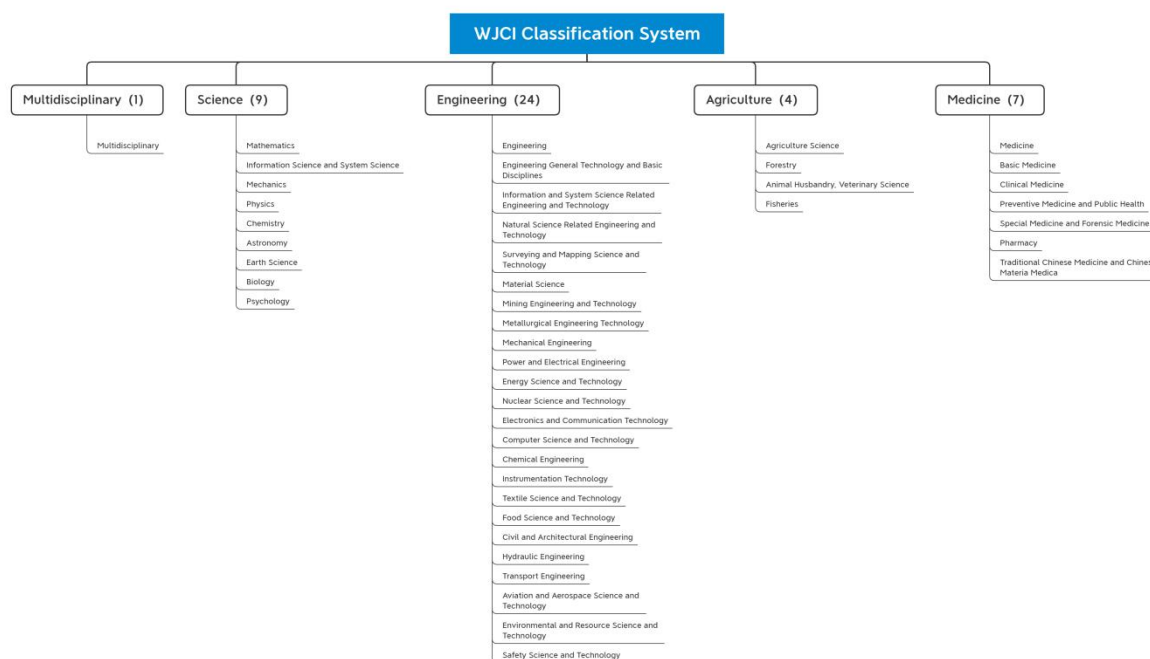 WJCI Classification System
Multidisciplinary (1)
Multidisciplinary
Science (9)
Mathematics
Information Science and System Science
Mechanics
Physics
Chemistry
Astronomy
Earth Science
Biology
Psychology
Engineering (24)
Engineering
Engineering General Technology and Basic
Disciplines
Information and System Science Related
Engineering and Technology
Natural Science Related Engineering and
Technology
Surveying and Mapping Science and
Technology
Material Science
Mining Engineering and Technology
Metallurgical Engineering Technology
Mechanical Engineering
Power and Electrical Engineering
Energy Science and Technology
Nuclear Science and Technology
Electronics and Communication Technology
Computer Science and Technology
Chemical Engineering
Instrumentation Technology
Textile Science and Technology
Food Science and Technology
Civil and Architectural Engineering
Hydraulic Engineering
Transport Engineering
Aviation and Aerospace Science and
Technology
Environmental and Resource Science and
Technology
Safety Science and Technology
Agriculture (4)
Agriculture Science
Forestry
Animal Husbandry, Veterinary Science
Fisheries
Medicine (7)
Medicine
Basic Medicine
Clinical Medicine
Preventive Medicine and Public Health
Special Medicine and Forensic Medicine
Pharmacy
Traditional Chinese Medicine and Chines
Materia Medica